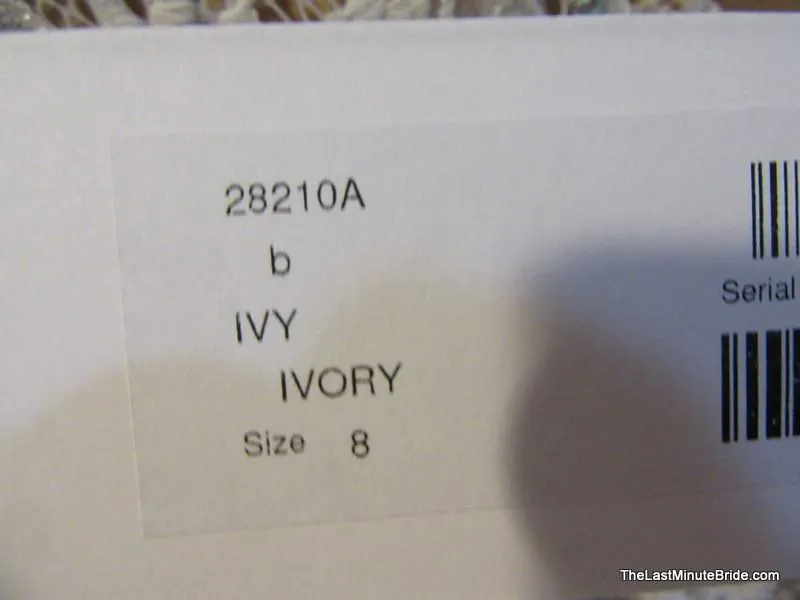 28210A
b
IVY
IVORY
Size 8
Serial
TheLastMinuteBride.com